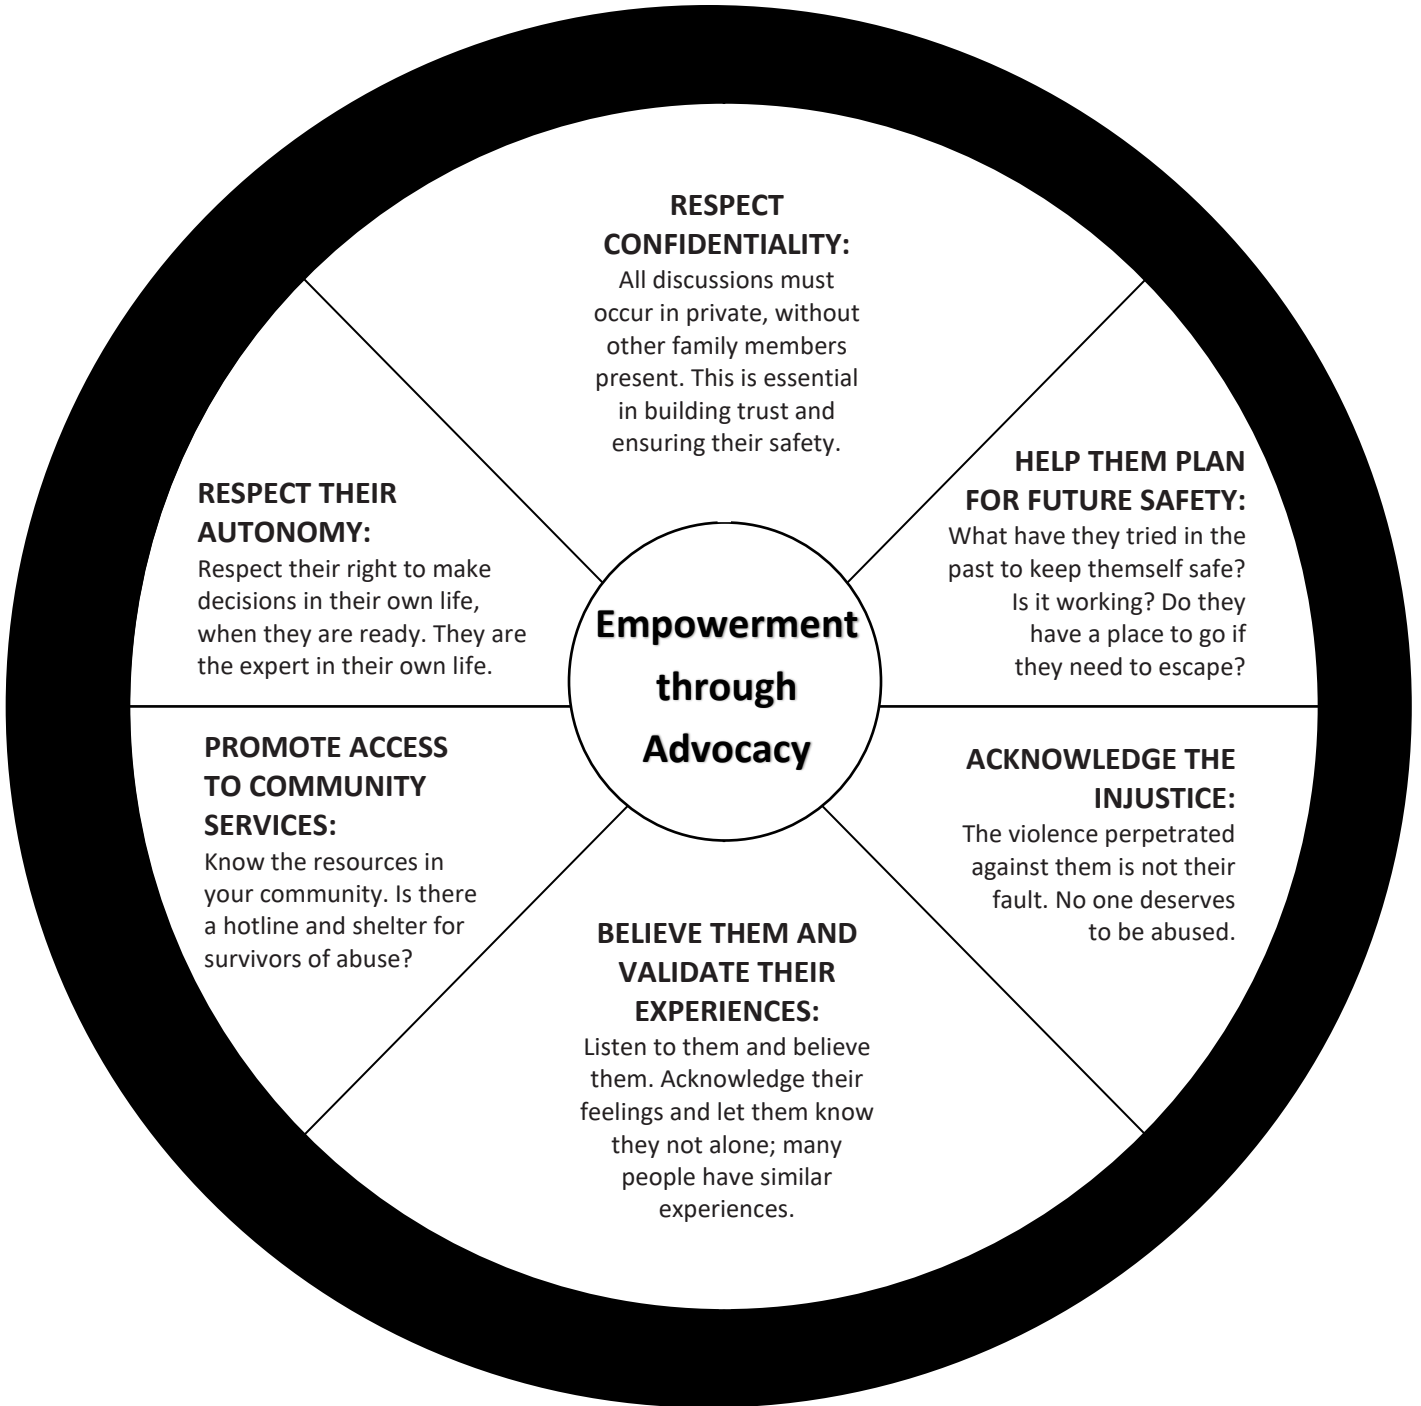 RESPECT
CONFIDENTIALITY:
All discussions must
occur in private, without
other family members
present. This is essential
in building trust and
ensuring their safety.
HELP THEM PLAN
FOR FUTURE SAFETY:
What have they tried in the
past to keep themself safe?
Is it working? Do they
have a place to go if
they need to escape?
ACKNOWLEDGE THE
INJUSTICE:
The violence perpetrated
against them is not their
fault. No one deserves
to be abused.
BELIEVE THEM AND
VALIDATE THEIR
EXPERIENCES:
Listen to them and believe
them. Acknowledge their
feelings and let them know
they not alone; many
people have similar
experiences.
PROMOTE ACCESS
TO COMMUNITY
SERVICES:
Know the resources in
your community. Is there
a hotline and shelter for
survivors of abuse?
RESPECT THEIR
AUTONOMY:
Respect their right to make
decisions in their own life,
when they are ready. They are
the expert in their own life.
Empowerment
through
Advocacy